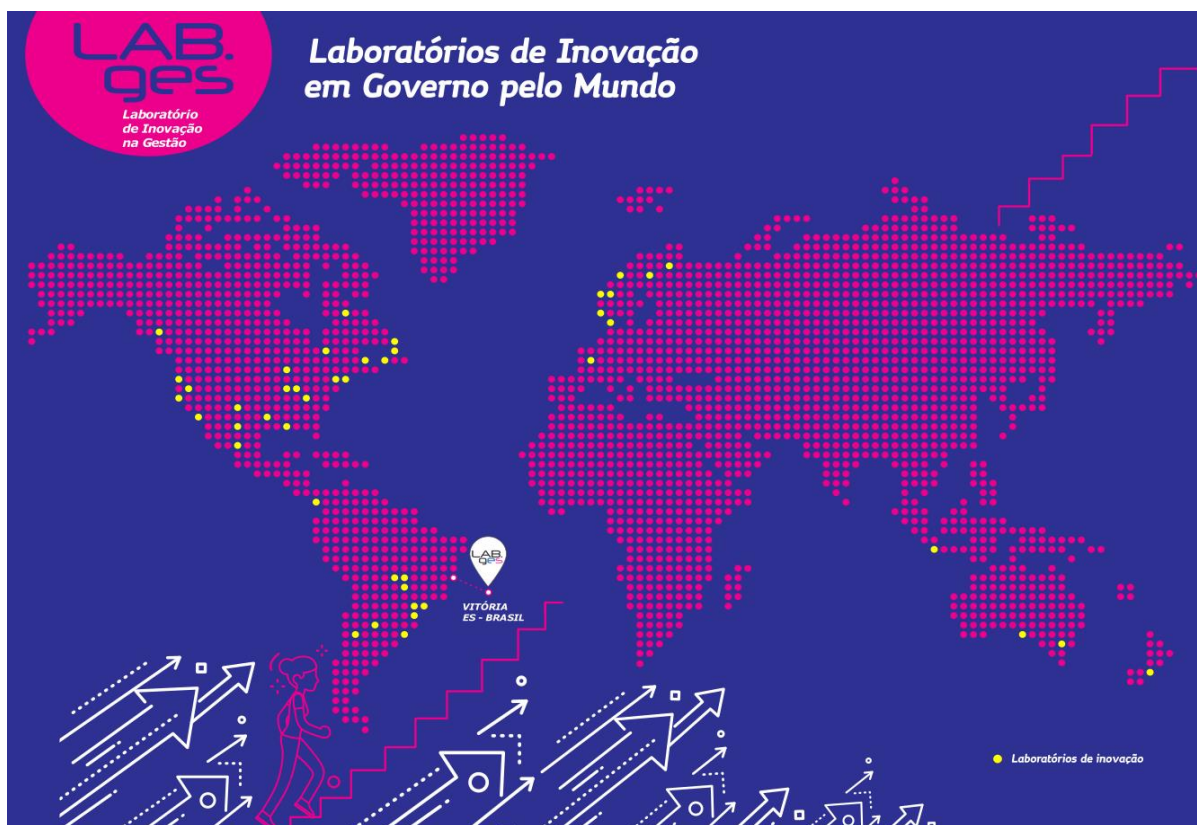 LAB.
ges
Laboratório
de Inovação
na Gestão
Laboratórios de Inovação
em Governo pelo Mundo
LAB.
ges
VITÓRIA
ES - BRASIL
Laboratórios de inovação